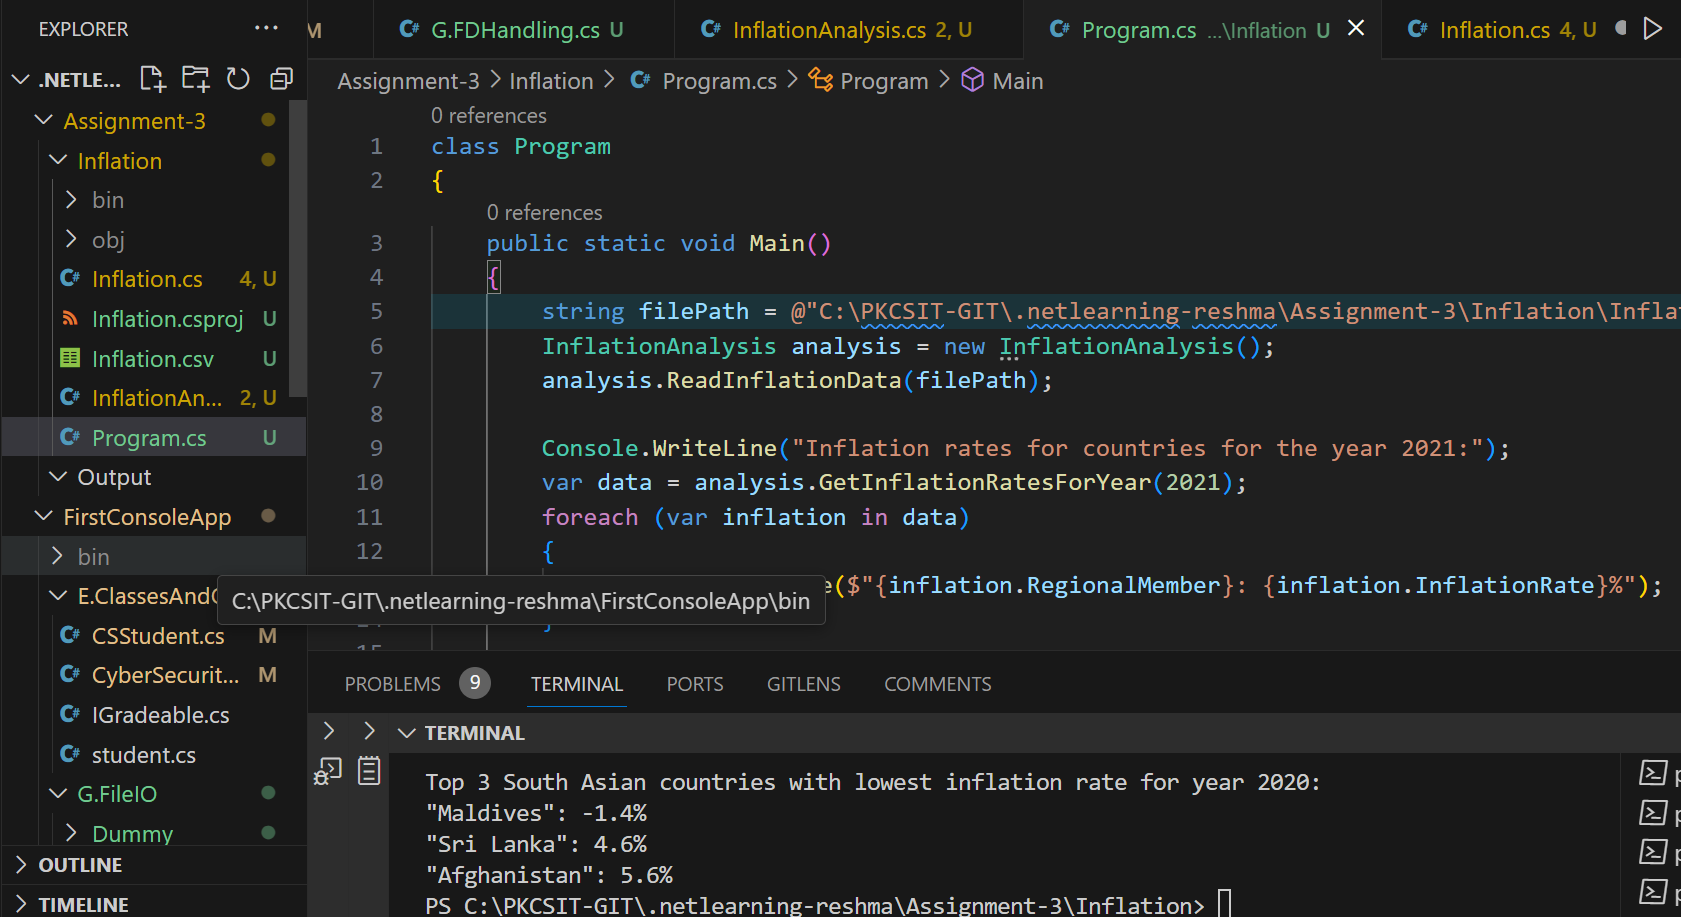 EXPLORER ...
M
G.FDHandling.cs U
InflationAnalysis.cs 2, U
Program.cs ...\Inflation U
Inflation.cs 4, U
.NETLE...
Assignment-3 > Inflation > Program.cs > Program > Main
Assignment-3
Inflation
bin
obj
Inflation.cs 4, U
Inflation.csproj U
Inflation.csv U
InflationAn... 2, U
Program.cs U
Output
FirstConsoleApp
bin
E.ClassesAnd
CSStudent.cs M
CyberSecurit... M
IGradeable.cs
student.cs
G.FileIO
Dummy
OUTLINE
TIMELINE
0 references
1 class Program
2 {
0 references
3 public static void Main()
4 {
5 string filePath = @"C:\PKCSIT-GIT\.netlearning-reshma\Assignment-3\Inflation\Infla
6 InflationAnalysis analysis = new InflationAnalysis();
7 analysis.ReadInflationData(filePath);
8
9 Console.WriteLine("Inflation rates for countries for the year 2021:");
10 var data = analysis.GetInflationRatesForYear(2021);
11 foreach (var inflation in data)
12 {
e($"{inflation.RegionalMember}: {inflation.InflationRate}%");
C:\PKCSIT-GIT\.netlearning-reshma\FirstConsoleApp\bin
PROBLEMS 9 TERMINAL PORTS GITLENS COMMENTS
TERMINAL
Top 3 South Asian countries with lowest inflation rate for year 2020:
"Maldives": -1.4%
"Sri Lanka": 4.6%
"Afghanistan": 5.6%
PS C:\PKCSIT-GIT\.netlearning-reshma\Assignment-3\Inflation>